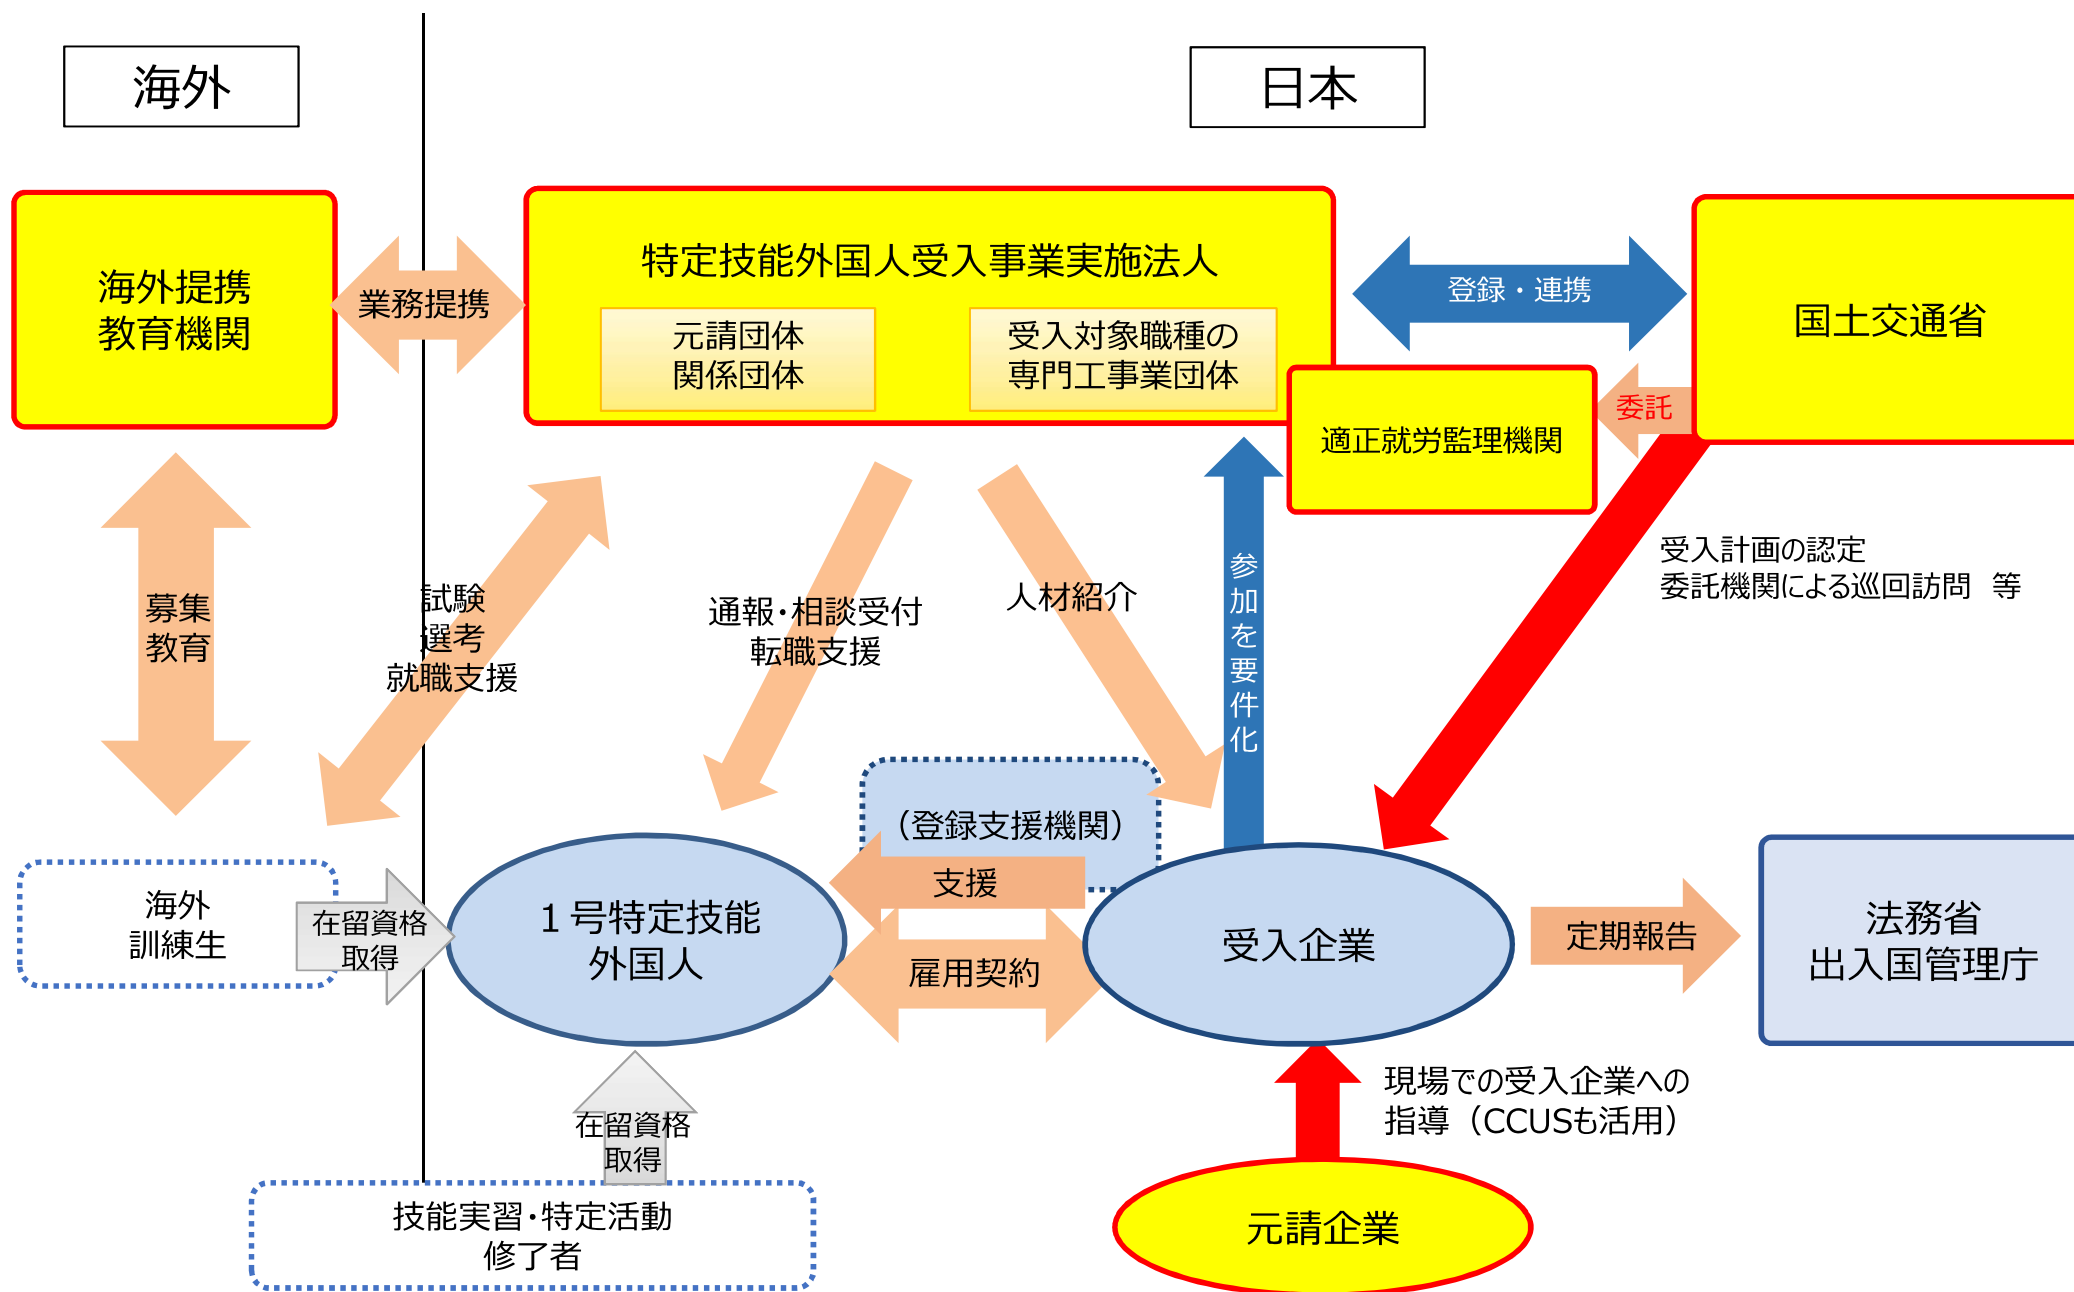 海外
日本
海外提携
教育機関
業務提携
特定技能外国人受入事業実施法人
元請団体
関係団体
受入対象職種の
専門工事業団体
登録・連携
国土交通省
委託
適正就労監理機関
募集
教育
試験
選考
就職支援
通報・相談受付
転職支援
人材紹介
参加を要件化
受入計画の認定
委託機関による巡回訪問　等
（登録支援機関）
支援
海外
訓練生
在留資格
取得
１号特定技能
外国人
雇用契約
受入企業
定期報告
法務省
出入国管理庁
在留資格
取得
現場での受入企業への
指導（CCUSも活用）
技能実習・特定活動
修了者
元請企業